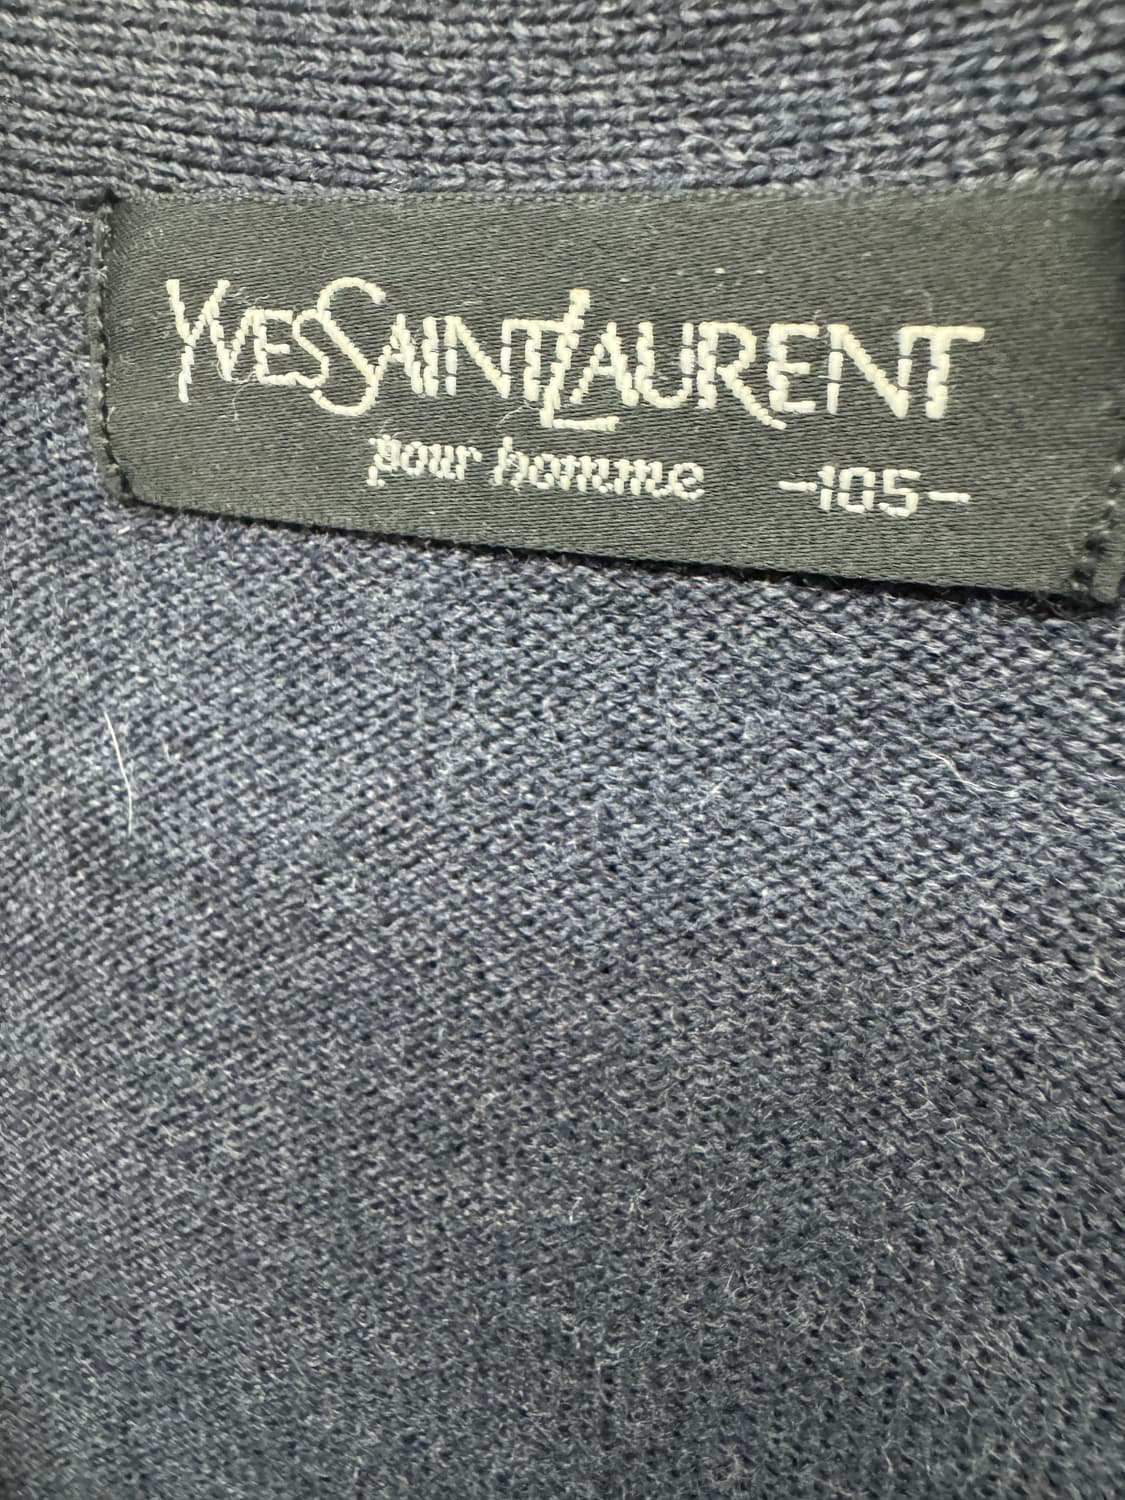 YVESSAINTLAURENT
pour homme -105-